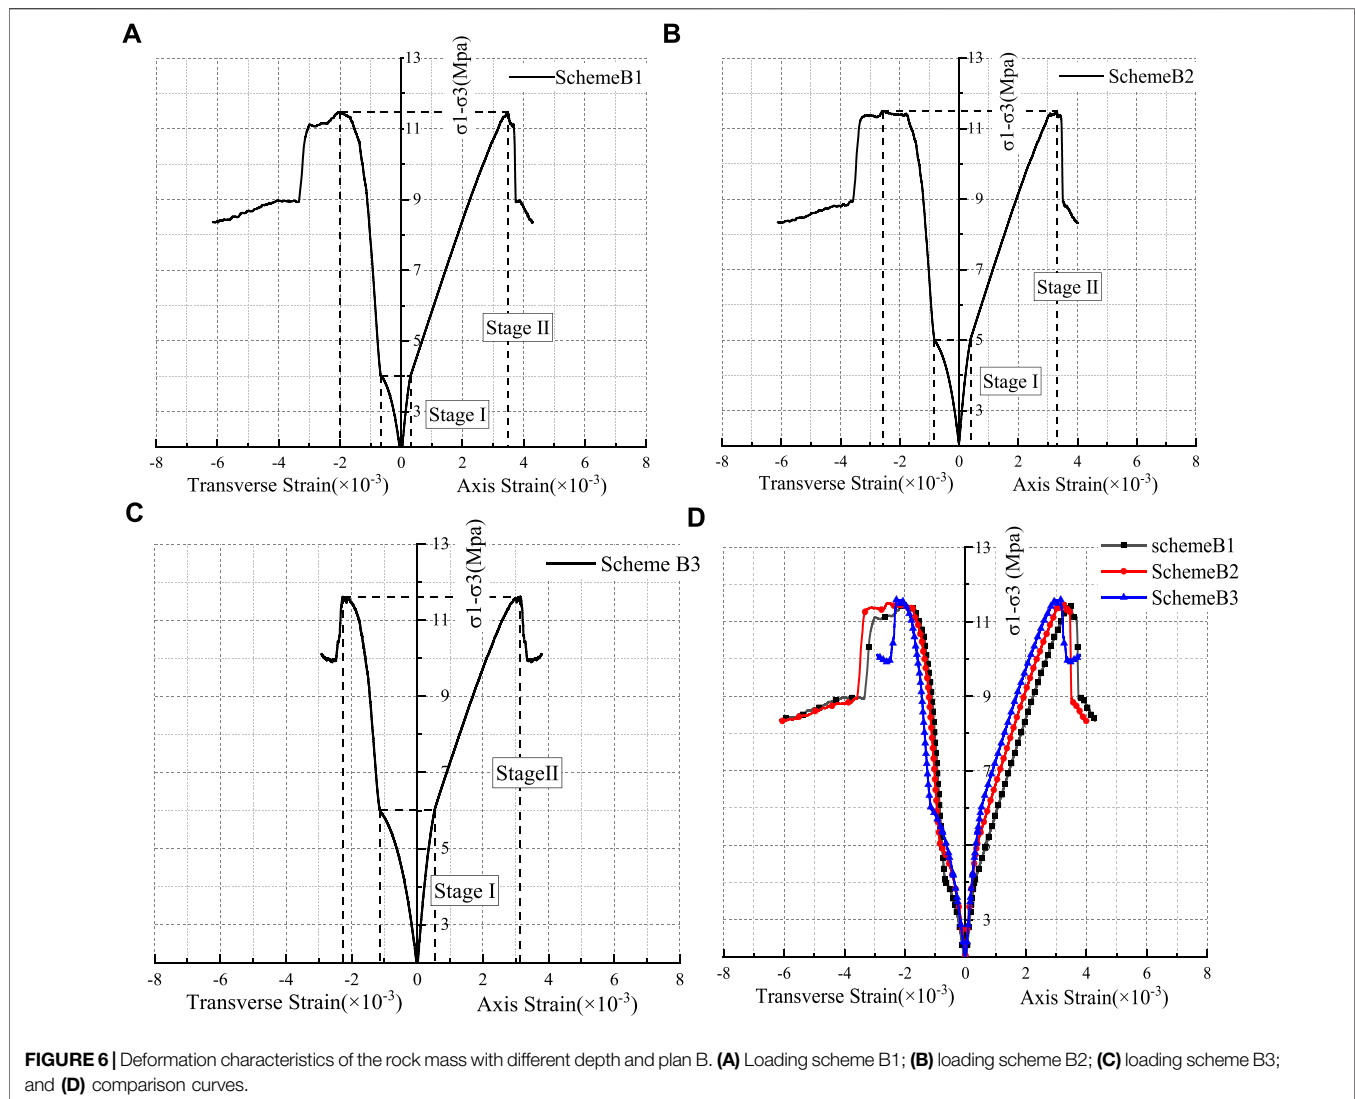 A
13
11
9
7
5
3
σ1-σ3(Mpa)
SchemeB1
Stage II
Stage I
-8 -6 -4 -2 0 2 4 6 8
Transverse Strain(×10-3) Axis Strain(×10-3)
B
13
11
9
7
5
3
σ1-σ3(Mpa)
SchemeB2
Stage II
Stage I
-8 -6 -4 -2 0 2 4 6 8
Transverse Strain(×10-3) Axis Strain(×10-3)
C
13
11
9
7
5
3
σ1-σ3(Mpa)
Scheme B3
StageII
Stage I
-8 -6 -4 -2 0 2 4 6 8
Transverse Strain(×10-3) Axis Strain(×10-3)
D
13
11
9
7
3
σ1-σ3 (Mpa)
schemeB1
SchemeB2
SchemeB3
-8 -6 -4 -2 0 2 4 6 8
Transverse Strain(×10-3) Axis Strain(×10-3)
FIGURE 6 | Deformation characteristics of the rock mass with different depth and plan B. (A) Loading scheme B1; (B) loading scheme B2; (C) loading scheme B3;
and (D) comparison curves.